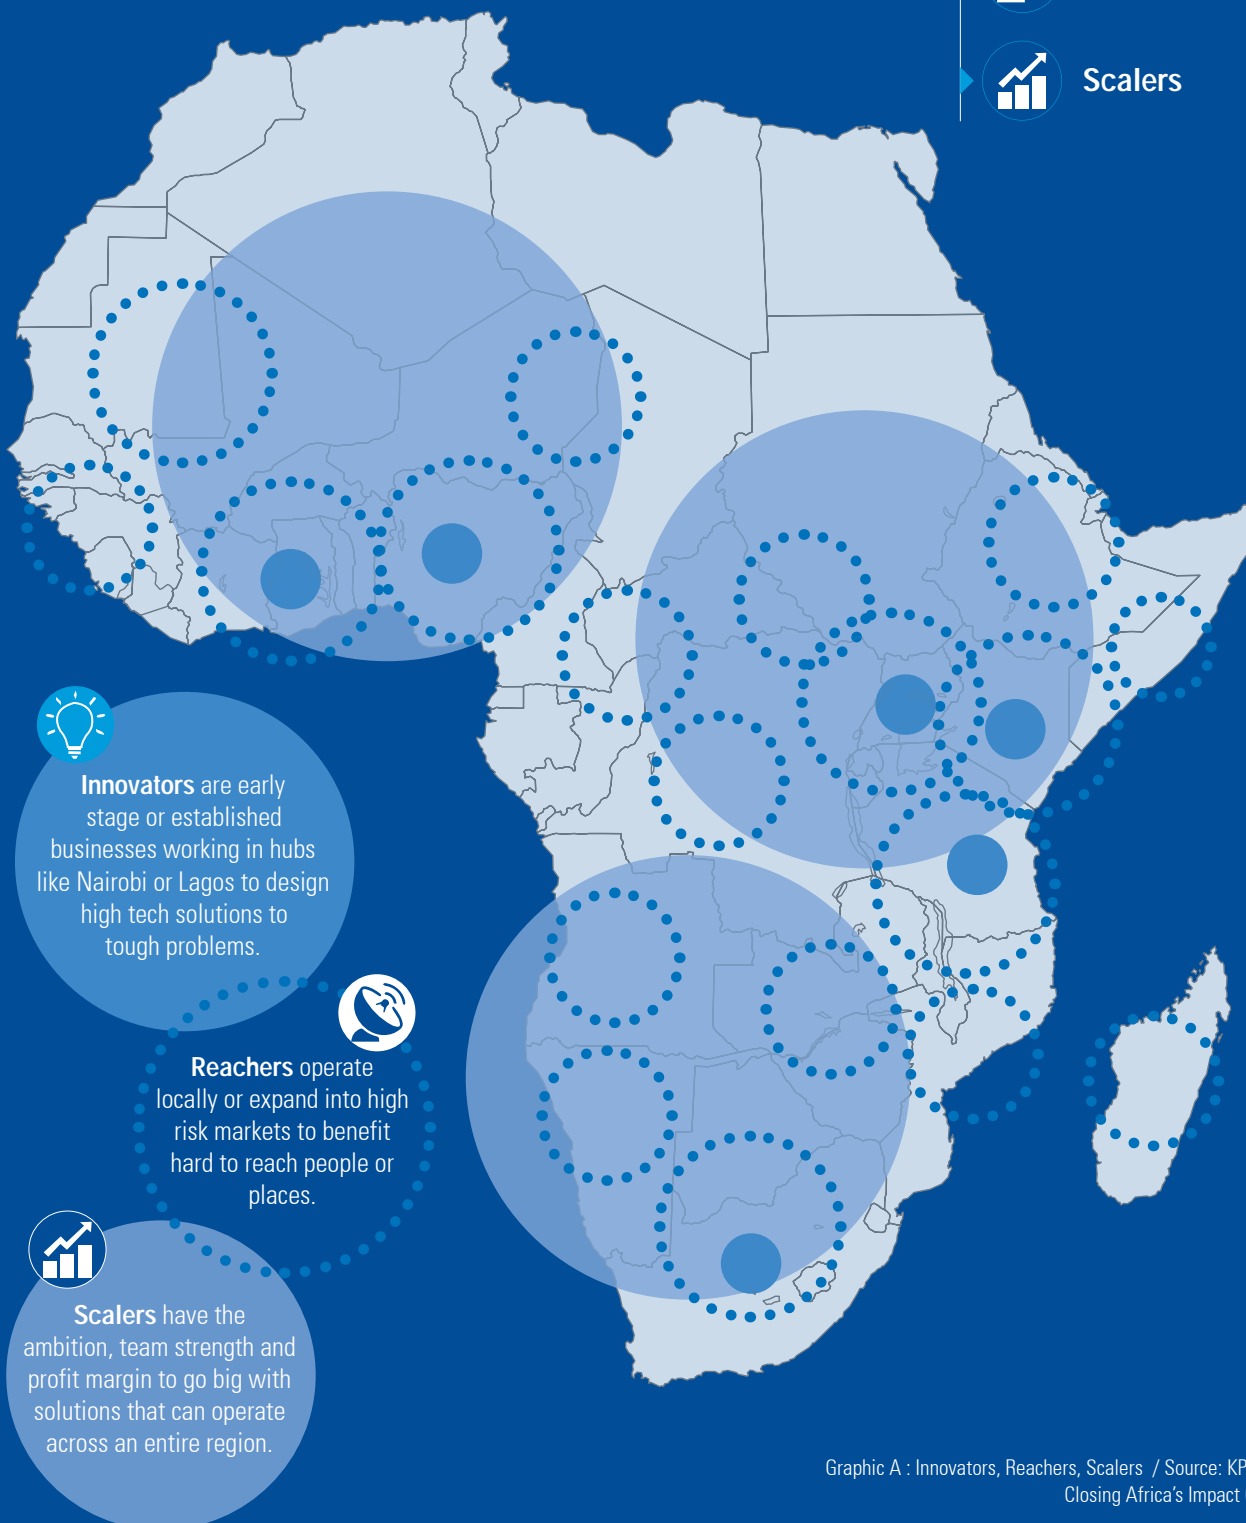 Scalers
Innovators are early
stage or established
businesses working in hubs
like Nairobi or Lagos to design
high tech solutions to
tough problems.
Reachers operate
locally or expand into high
risk markets to benefit
hard to reach people or
places.
Scalers have the
ambition, team strength and
profit margin to go big with
solutions that can operate
across an entire region.
Graphic A : Innovators, Reachers, Scalers / Source: KP
Closing Africa's Impact